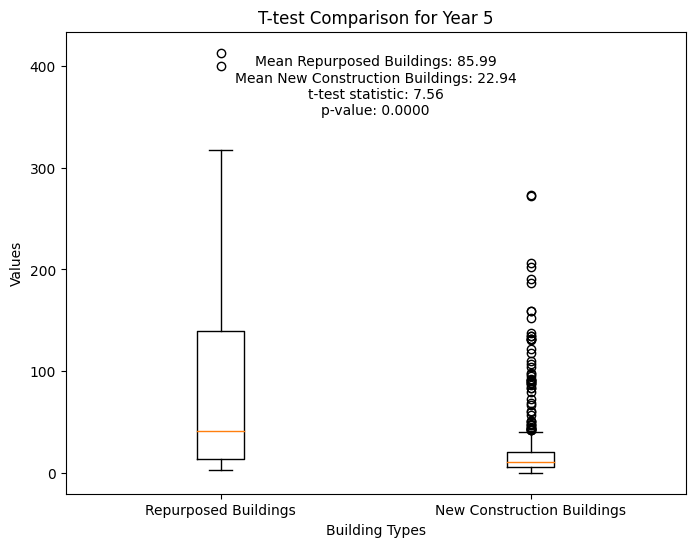 T-test Comparison for Year 5
Mean Repurposed Buildings: 85.99
Mean New Construction Buildings: 22.94
t-test statistic: 7.56
p-value: 0.0000
400
300
200
100
0
Values
Repurposed Buildings
New Construction Buildings
Building Types